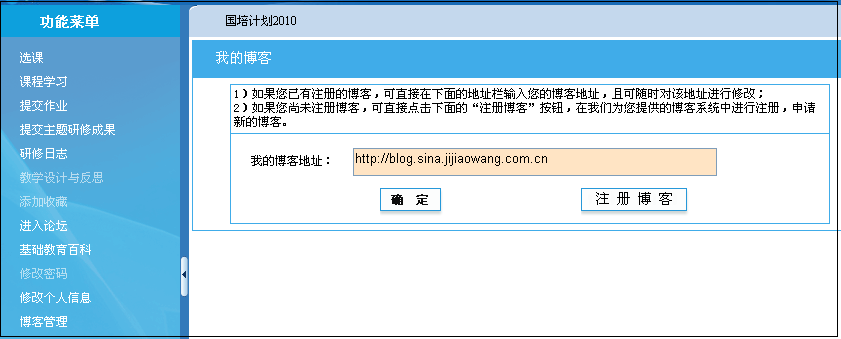 功能菜单
选课
课程学习
提交作业
提交主题研修成果
研修日志
教学设计与反思
添加收藏
进入论坛
基础教育百科
修改密码
修改个人信息
博客管理
国培计划2010
我的博客
1）如果您已有注册的博客，可直接在下面的地址栏输入您的博客地址，且可随时对该地址进行修改；
2）如果您尚未注册博客，可直接点击下面的“注册博客”按钮，在我们为您提供的博客系统中进行注册，申请
新的博客。
我的博客地址： http://blog.sina.jijiaowang.com.cn
确 定 注 册 博 客